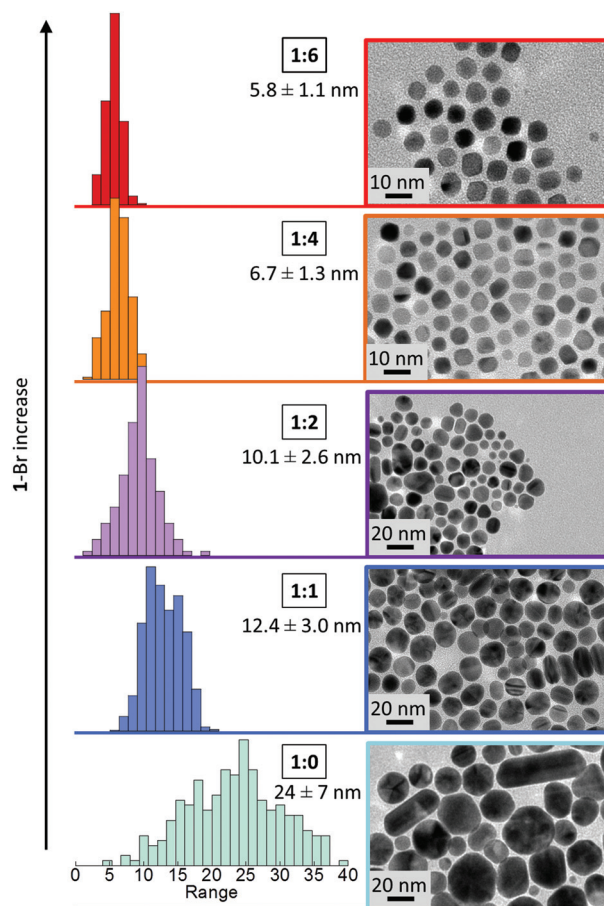 1:6
5.8 ± 1.1 nm
10 nm
1:4
6.7 ± 1.3 nm
10 nm
1-Br increase
1:2
10.1 ± 2.6 nm
20 nm
1:1
12.4 ± 3.0 nm
20 nm
1:0
24 ± 7 nm
20 nm
0 5 10 15 20 25 30 35 40
Range